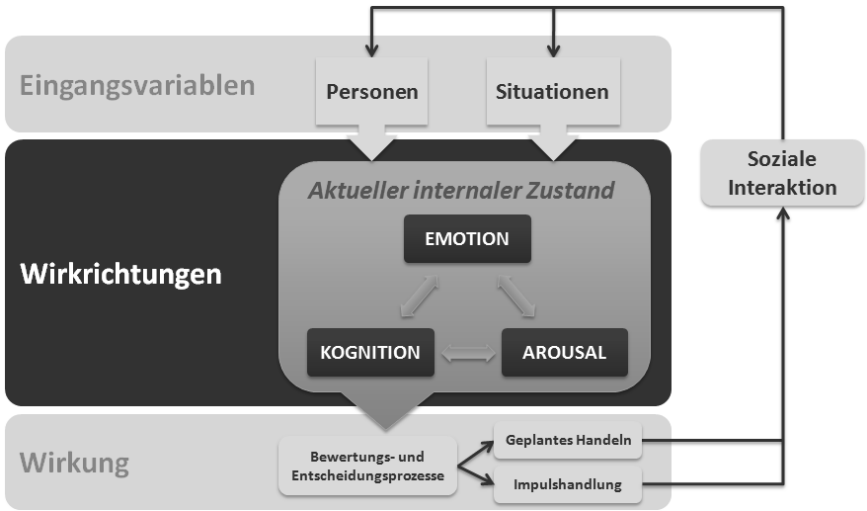 Eingangsvariablen
Personen
Situationen
Soziale
Interaktion
Aktueller internaler Zustand
EMOTION
Wirkrichtungen
KOGNITION
AROUSAL
Wirkung
Bewertungs- und
Entscheidungsprozesse
Geplantes Handeln
Impulshandlung